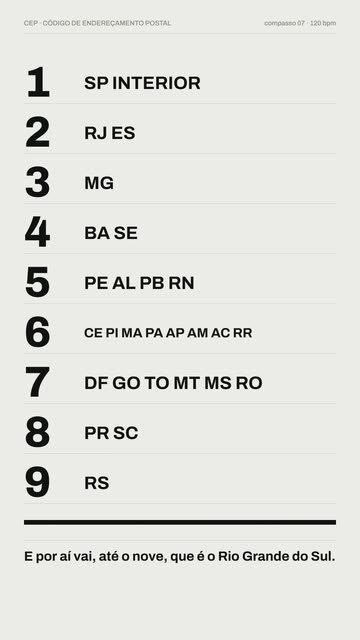 CEP · CÓDIGO DE ENDEREÇAMENTO POSTAL
compasso 07 · 120 bpm
1 SP INTERIOR
2 RJ ES
3 MG
4 BA SE
5 PE AL PB RN
6 CE PI MA PA AP AM AC RR
7 DF GO TO MT MS RO
8 PR SC
9 RS
E por aí vai, até o nove, que é o Rio Grande do Sul.